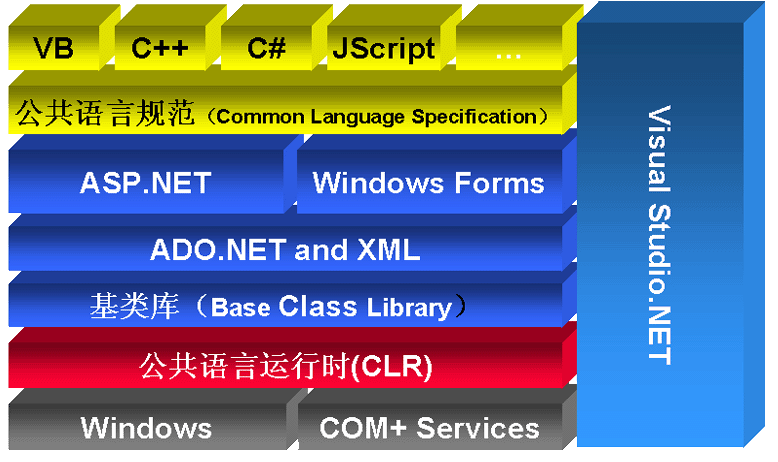 VB
C++
C#
JScript
...
公共语言规范（Common Language Specification）
ASP.NET
Windows Forms
ADO.NET and XML
基类库（Base Class Library）
公共语言运行时(CLR)
Windows
COM+ Services
Visual Studio.NET